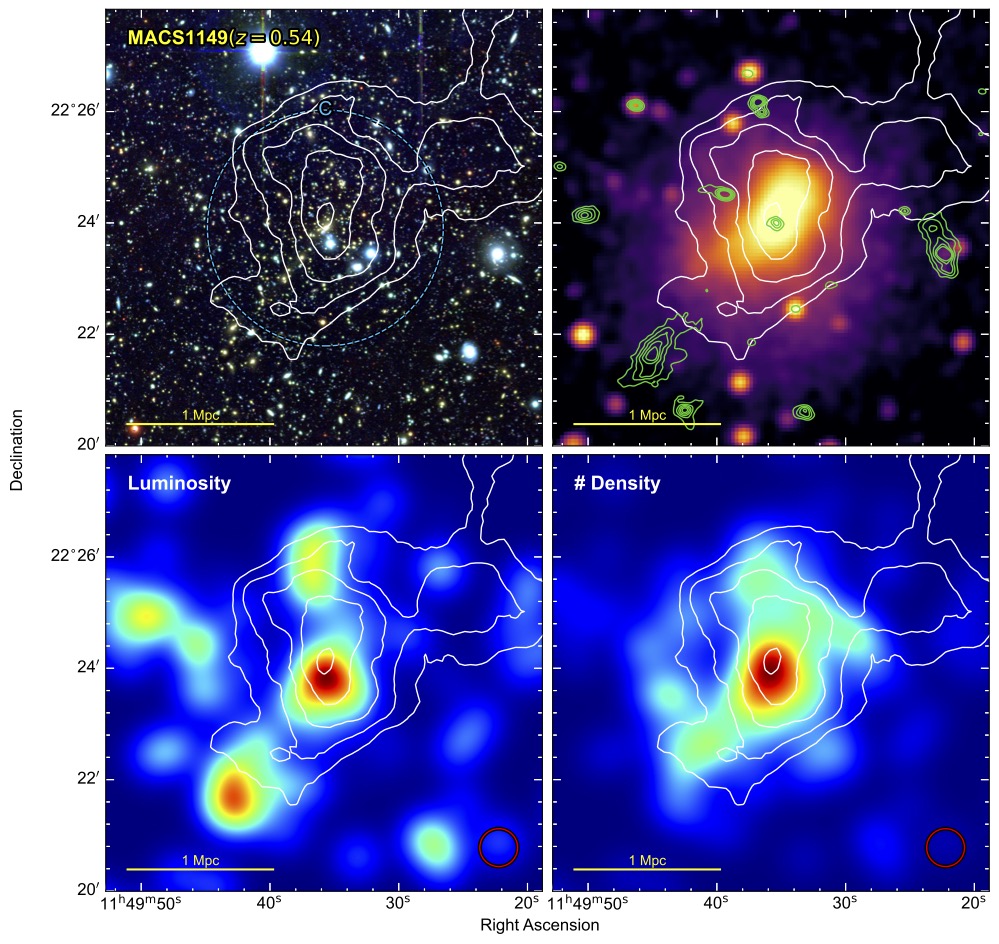 MACS1149(z = 0.54)
C
1 Mpc
1 Mpc
22°26′
24′
22′
20′
Declination
Luminosity
# Density
22°26′
24′
22′
20′
1 Mpc
1 Mpc
11ʰ49ᵐ50ˢ
40ˢ
30ˢ
20ˢ
40ˢ
30ˢ
20ˢ
Right Ascension